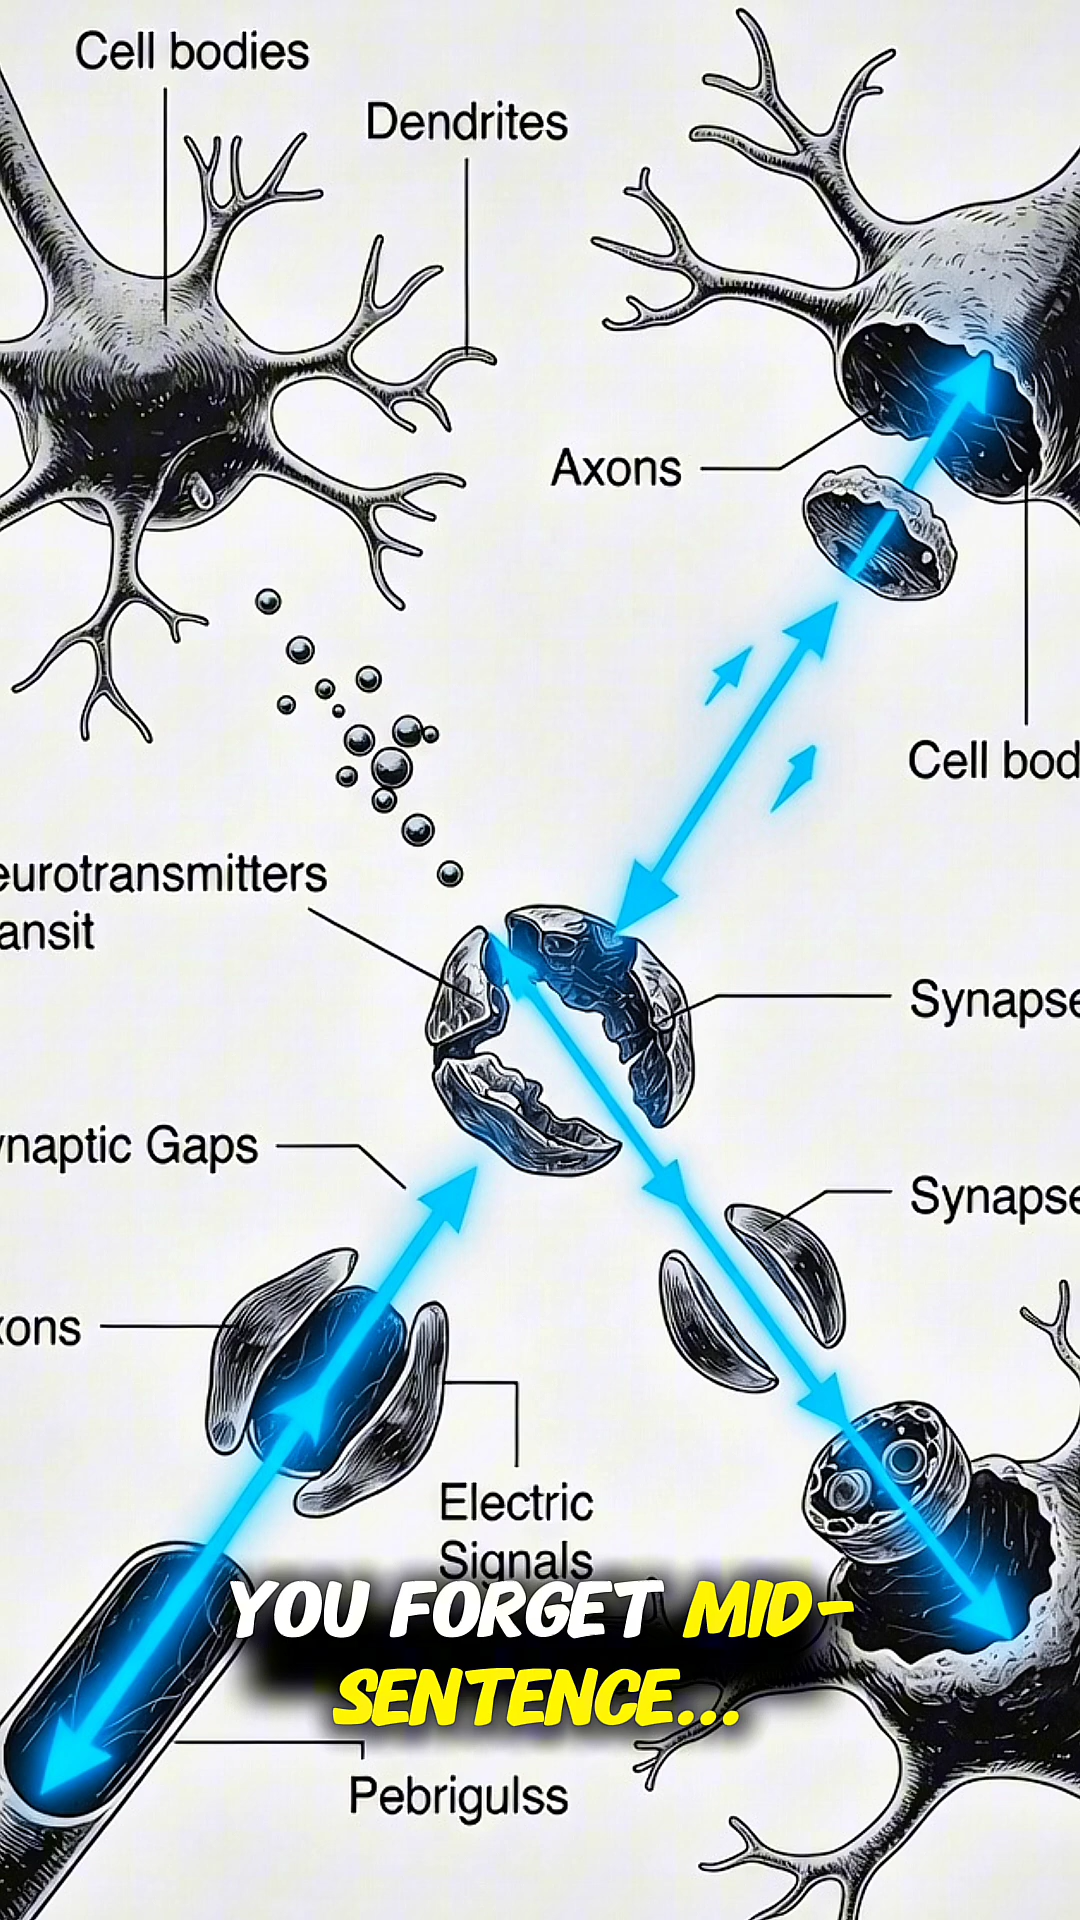 Cell bodies
Dendrites
Axons
Cell bod
eurotransmitters
ansit
Synapse
ynaptic Gaps
Synapse
xons
Electric
Signals
YOU FORGET MID-
SENTENCE...
Pebrigulss